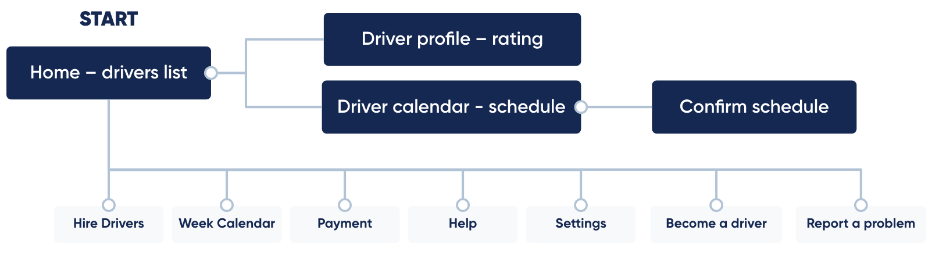 START
Home – drivers list
Driver profile – rating
Driver calendar - schedule
Confirm schedule
Hire Drivers
Week Calendar
Payment
Help
Settings
Become a driver
Report a problem